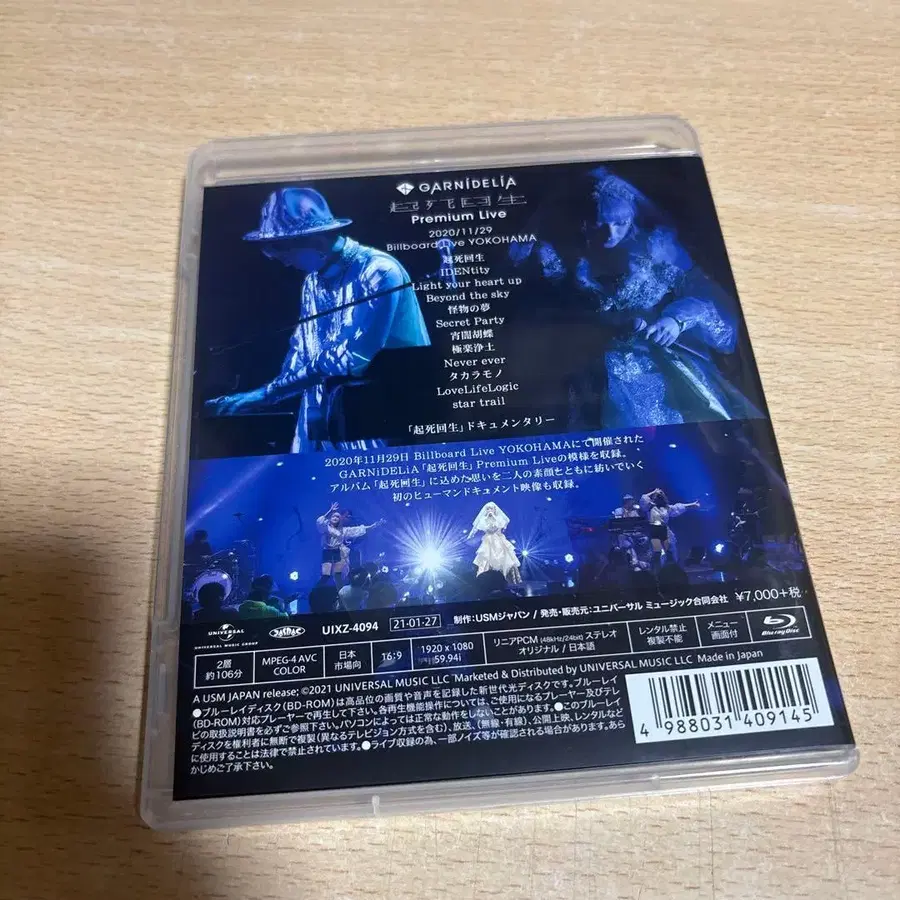 GARNiDELiA
起死回生
Premium Live
2020/11/29
Billboard Live YOKOHAMA
起死回生
IDENtity
Light your heart up
Beyond the sky
怪物の夢
Secret Party
宵闇胡蝶
極楽浄土
Never ever
タカラモノ
LoveLifeLogic
star trail
「起死回生」ドキュメンタリー
2020年11月29日 Billboard Live YOKOHAMAにて開催された
GARNiDELiA「起死回生」Premium Liveの模様を収録。
アルバム「起死回生」に込めた思いを二人の素顔とともに紡いでいく
初のヒューマンドキュメント映像も収録。
UNIVERSAL
UNIVERSAL MUSIC GROUP
JASRAC
UIXZ-4094
21・01・27
制作:USMジャパン / 発売・販売元:ユニバーサル ミュージック合同会社
¥7,000+税
2層
約106分
MPEG-4 AVC
COLOR
日本
市場向
16:9
1920 x 1080
59.94i
リニアPCM (48kHz/24bit) ステレオ
オリジナル / 日本語
レンタル禁止
複製不能
メニュー
画面付
Blu-ray Disc
A USM JAPAN release; ©2021 UNIVERSAL MUSIC LLC Marketed & Distributed by UNIVERSAL MUSIC LLC Made in Japan
●ブルーレイディスク(BD-ROM)は高品位の画質や音声を記録した新世代光ディスクです。ブルーレイ
(BD-ROM)対応プレーヤーで再生して下さい。各再生機能操作については、ご使用になるプレーヤー及びテレ
ビの取扱説明書を必ずご参照下さい。パソコンによっては正常な動作をしないことがあります。●このブルーレイ
ディスクを権利者に無断で複製(異なるテレビジョン方式を含む)、放送、(無線・有線)、公開上映、レンタルなど
に使用することは法律で禁止されています。●ライブ収録の為、一部ノイズ等が確認される場合があります。あら
かじめご了承下さい。
4 988031 409145